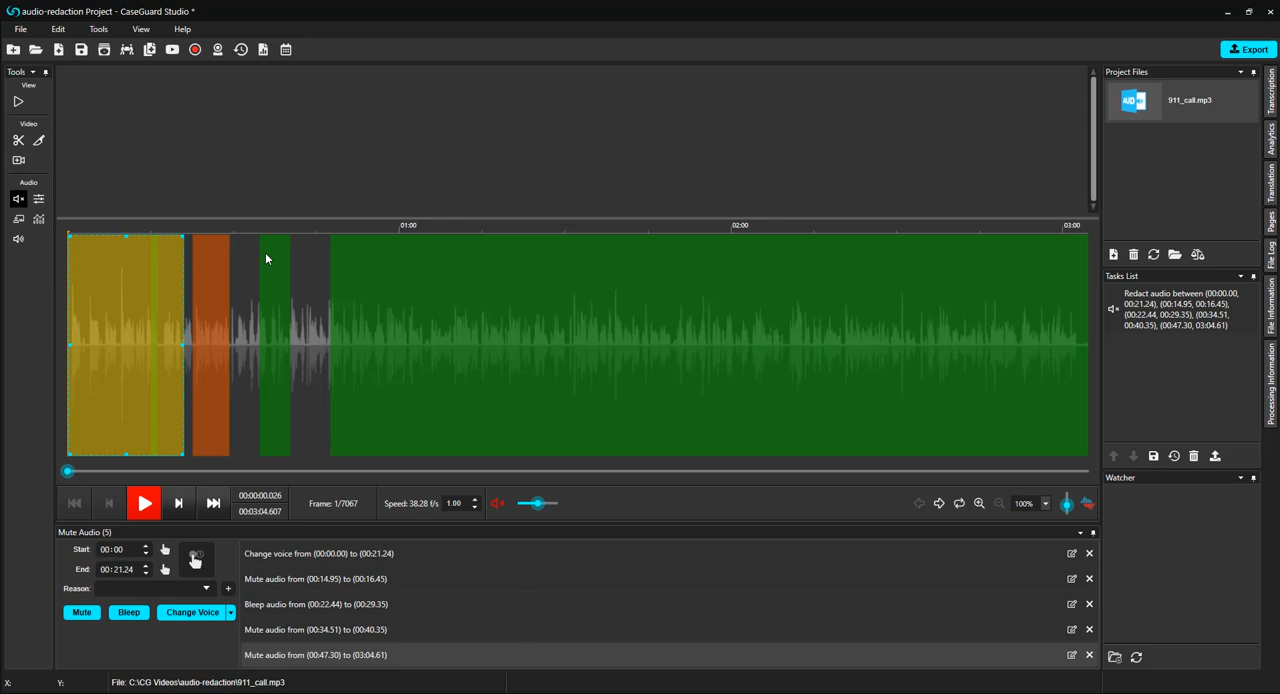 audio-redaction Project - CaseGuard Studio *
File Edit Tools View Help
Export
Tools
View
Video
Audio
01:00 02:00 03:00
00:00:00.026
00:03:04.607
Frame: 1/7067
Speed: 38.28 f/s 1.00
100%
Mute Audio (5)
Start: 00:00
End: 00:21.24
Reason:
Mute Bleep Change Voice
Change voice from (00:00.00) to (00:21.24)
Mute audio from (00:14.95) to (00:16.45)
Bleep audio from (00:22.44) to (00:29.35)
Mute audio from (00:34.51) to (00:40.35)
Mute audio from (00:47.30) to (03:04.61)
Project Files
AUD
911_call.mp3
Tasks List
Redact audio between (00:00.00,
00:21.24), (00:14.95, 00:16.45),
(00:22.44, 00:29.35), (00:34.51,
00:40.35), (00:47.30, 03:04.61)
Watcher
Transcription
Analytics
Translation
Pages
File Log
File Information
Processing Information
X: Y: File: C:\CG Videos\audio-redaction\911_call.mp3